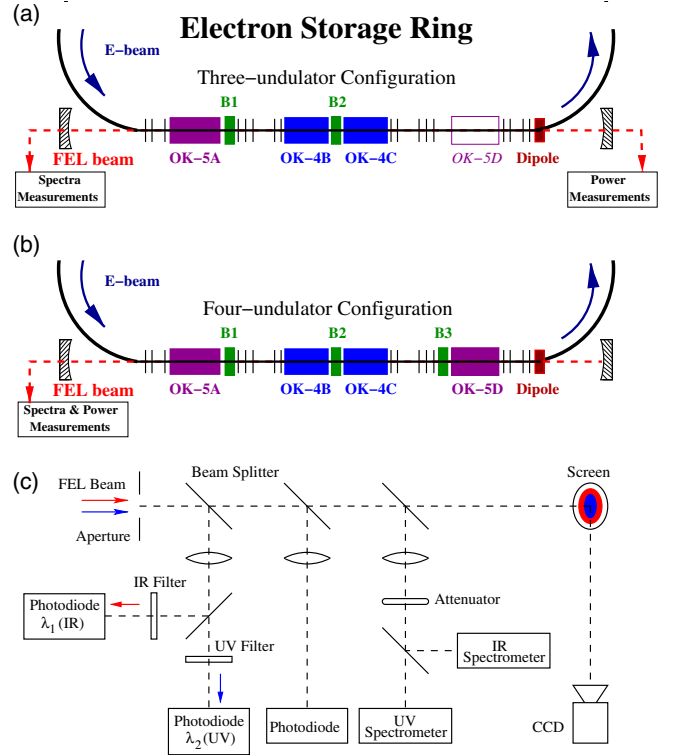 (a)
Electron Storage Ring
E−beam
Three−undulator Configuration
B1
B2
FEL beam
OK−5A
OK−4B
OK−4C
OK−5D
Dipole
Spectra
Measurements
Power
Measurements
(b)
E−beam
Four−undulator Configuration
B1
B2
B3
FEL beam
OK−5A
OK−4B
OK−4C
OK−5D
Dipole
Spectra & Power
Measurements
(c)
FEL Beam
Beam Splitter
Screen
Aperture
IR Filter
Photodiode
λ1(IR)
Attenuator
UV Filter
IR
Spectrometer
Photodiode
λ2(UV)
Photodiode
UV
Spectrometer
CCD